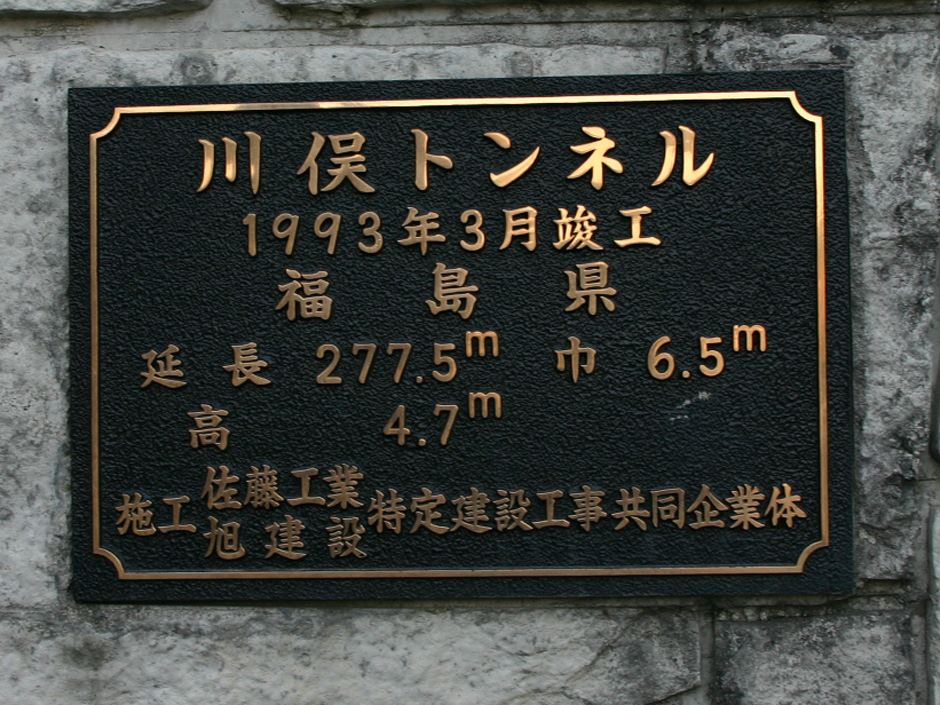 川俣トンネル
1993年3月竣工
福島県
延長 277.5m 巾 6.5m
高 4.7m
施工 佐藤工業 旭建設 特定建設工事共同企業体